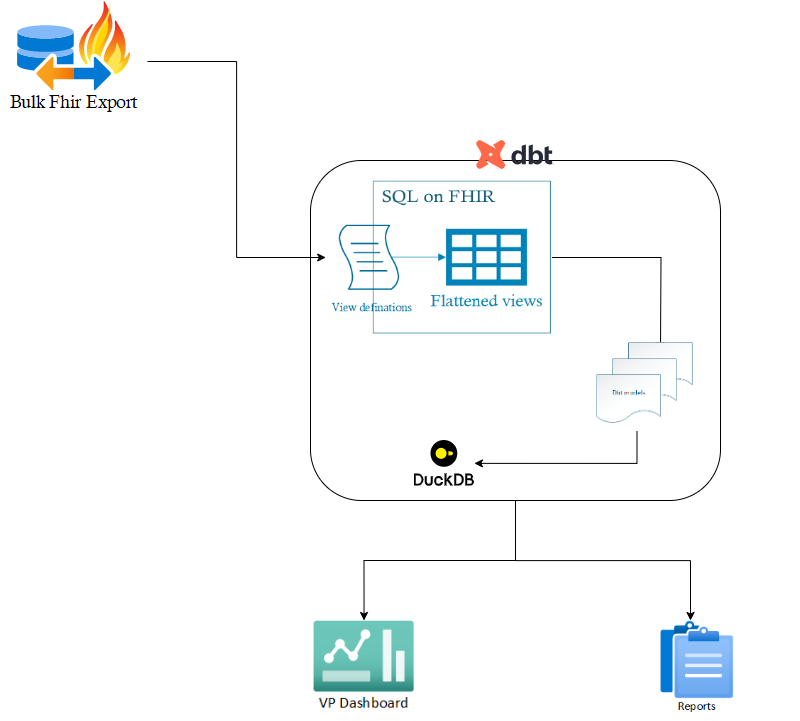 Bulk Fhir Export
dbt
SQL on FHIR
View definations
Flattened views
Dbt models.
DuckDB
VP Dashboard
Reports